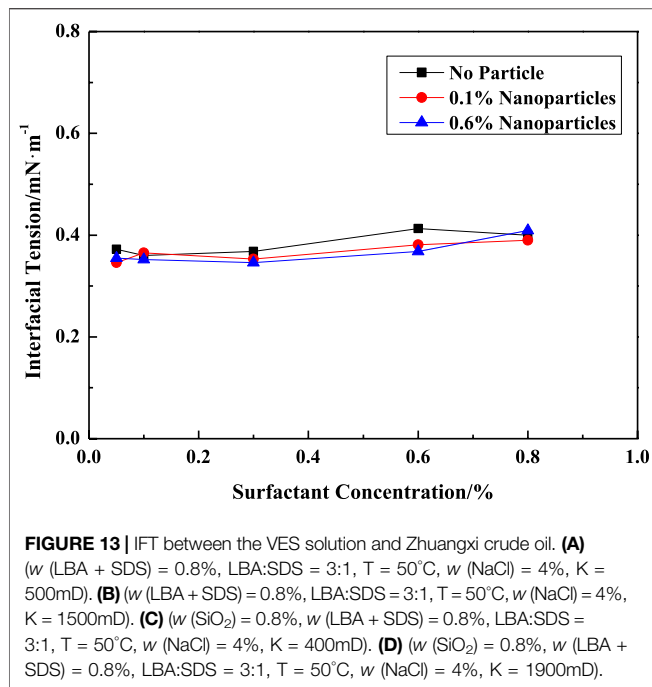 0.8
0.6
0.4
0.2
0.0
Interfacial Tension/mN·m⁻¹
No Particle
0.1% Nanoparticles
0.6% Nanoparticles
0.0 0.2 0.4 0.6 0.8 1.0
Surfactant Concentration/%
FIGURE 13 | IFT between the VES solution and Zhuangxi crude oil. (A)
(w (LBA + SDS) = 0.8%, LBA:SDS = 3:1, T = 50°C, w (NaCl) = 4%, K =
500mD). (B) (w (LBA + SDS) = 0.8%, LBA:SDS = 3:1, T = 50°C, w (NaCl) = 4%,
K = 1500mD). (C) (w (SiO₂) = 0.8%, w (LBA + SDS) = 0.8%, LBA:SDS =
3:1, T = 50°C, w (NaCl) = 4%, K = 400mD). (D) (w (SiO₂) = 0.8%, w (LBA +
SDS) = 0.8%, LBA:SDS = 3:1, T = 50°C, w (NaCl) = 4%, K = 1900mD).